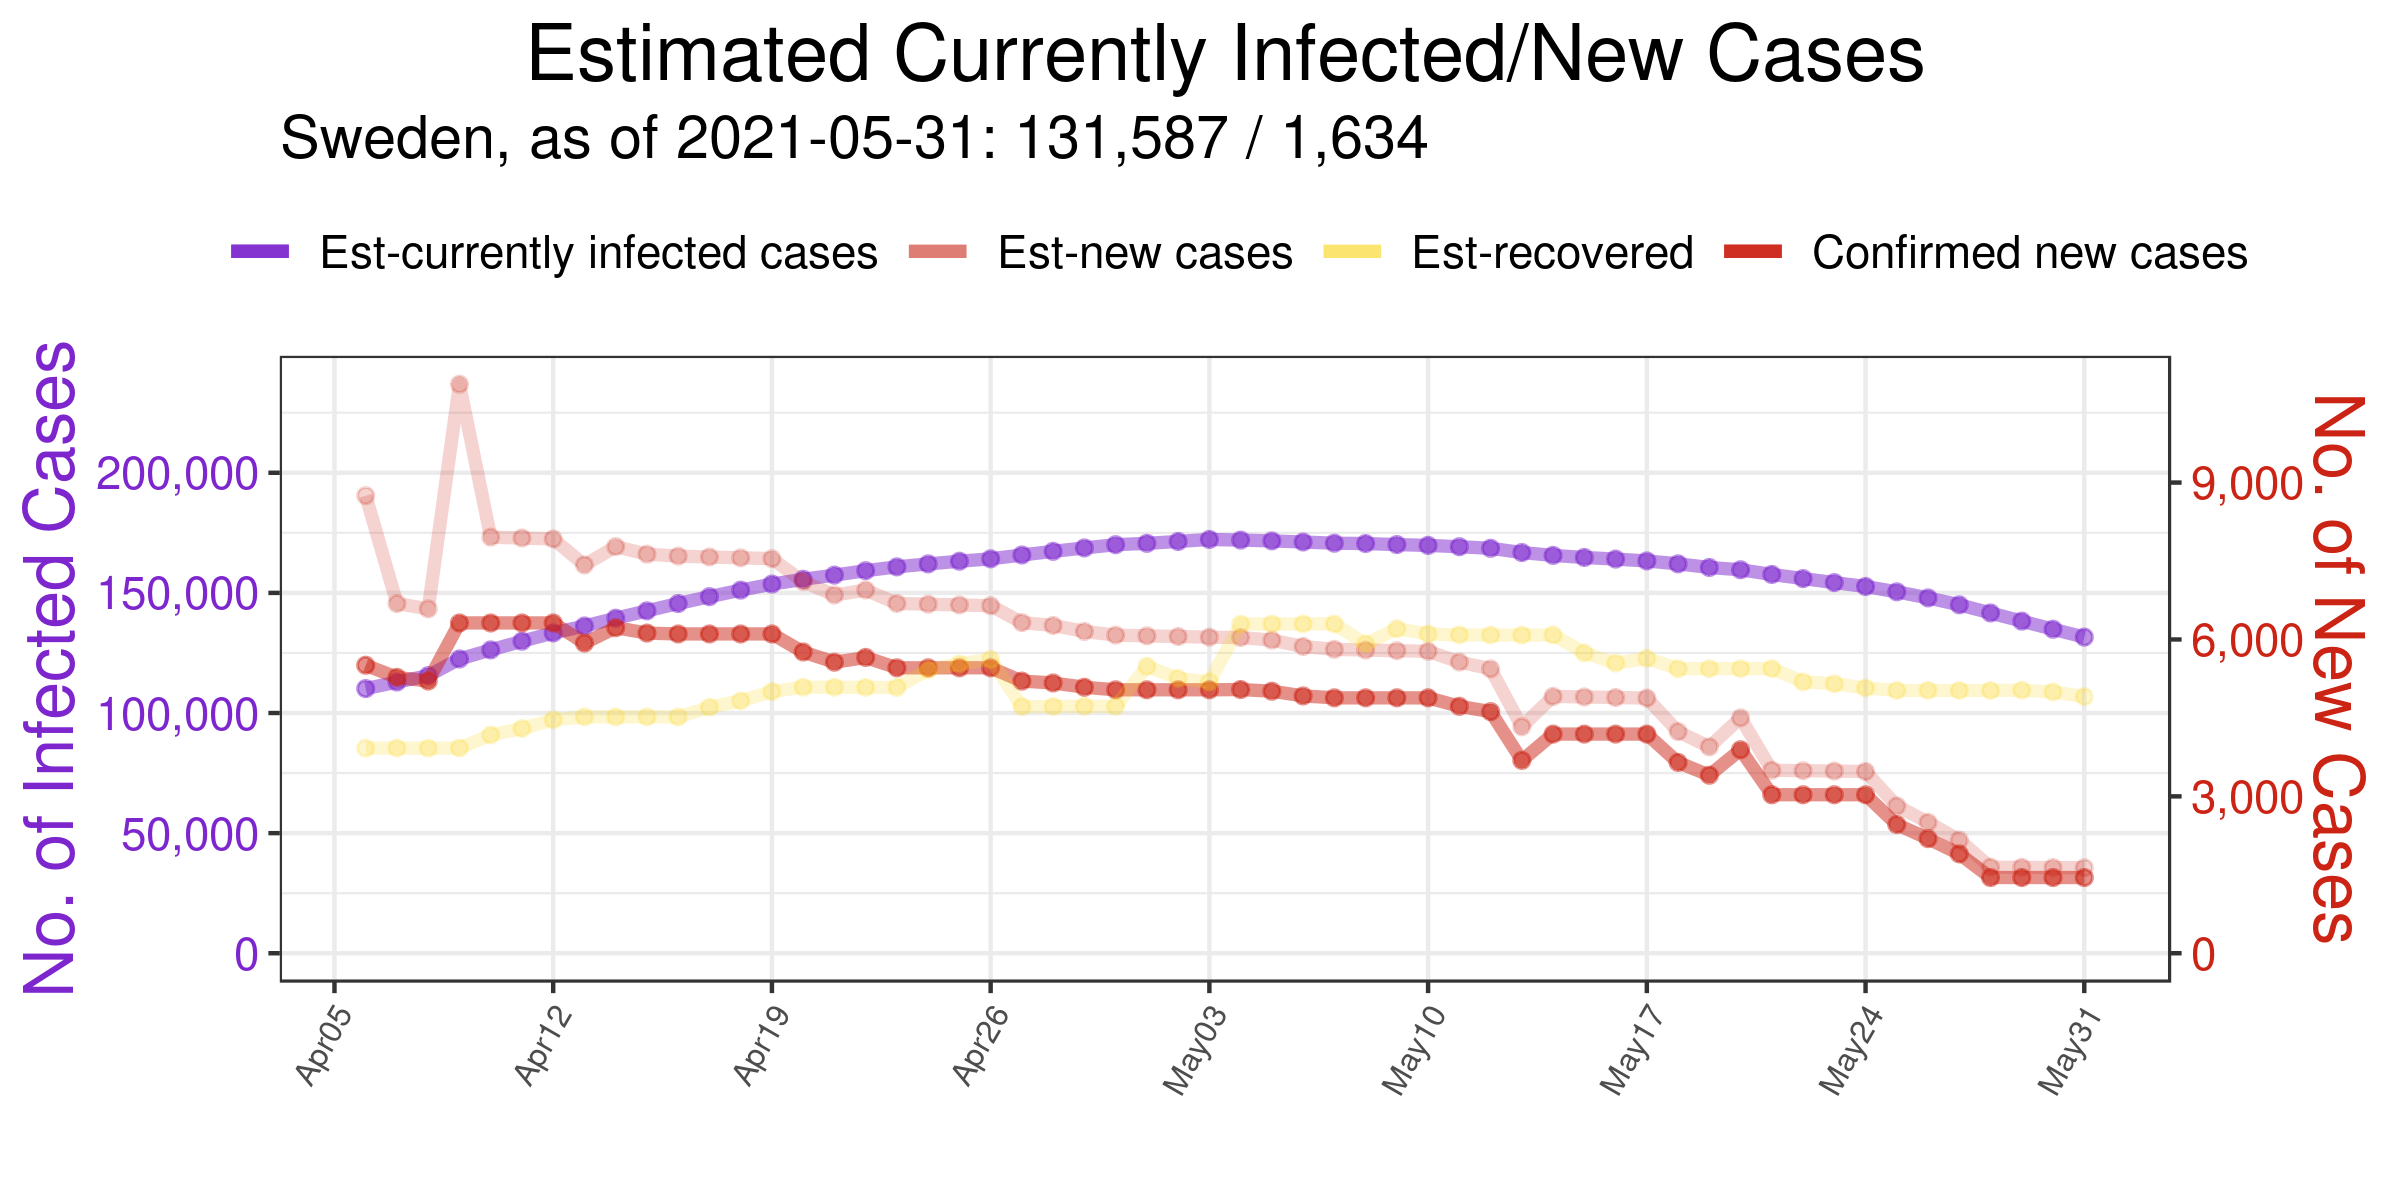 Estimated Currently Infected/New Cases
Sweden, as of 2021-05-31: 131,587 / 1,634
Est-currently infected cases
Est-new cases
Est-recovered
Confirmed new cases
No. of Infected Cases
200,000
150,000
100,000
50,000
0
9,000
6,000
3,000
0
No. of New Cases
Apr05
Apr12
Apr19
Apr26
May03
May10
May17
May24
May31